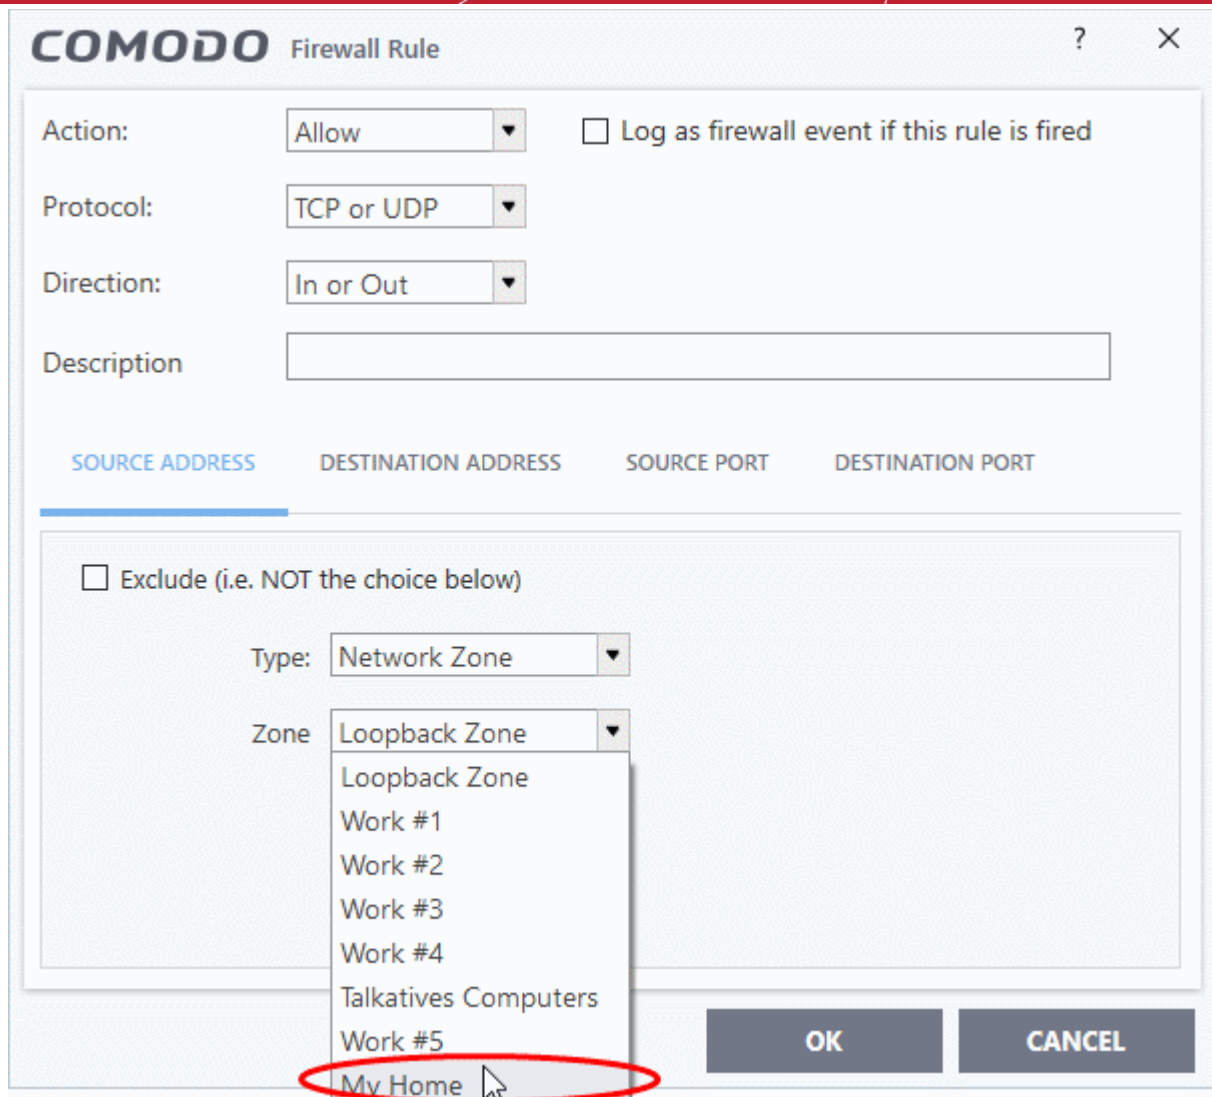 COMODO Firewall Rule ?
Action: Allow Log as firewall event if this rule is fired
Protocol: TCP or UDP
Direction: In or Out
Description
SOURCE ADDRESS DESTINATION ADDRESS SOURCE PORT DESTINATION PORT
Exclude (i.e. NOT the choice below)
Type: Network Zone
Zone Loopback Zone
Loopback Zone
Work #1
Work #2
Work #3
Work #4
Talkatives Computers
Work #5
OK CANCEL
My Home